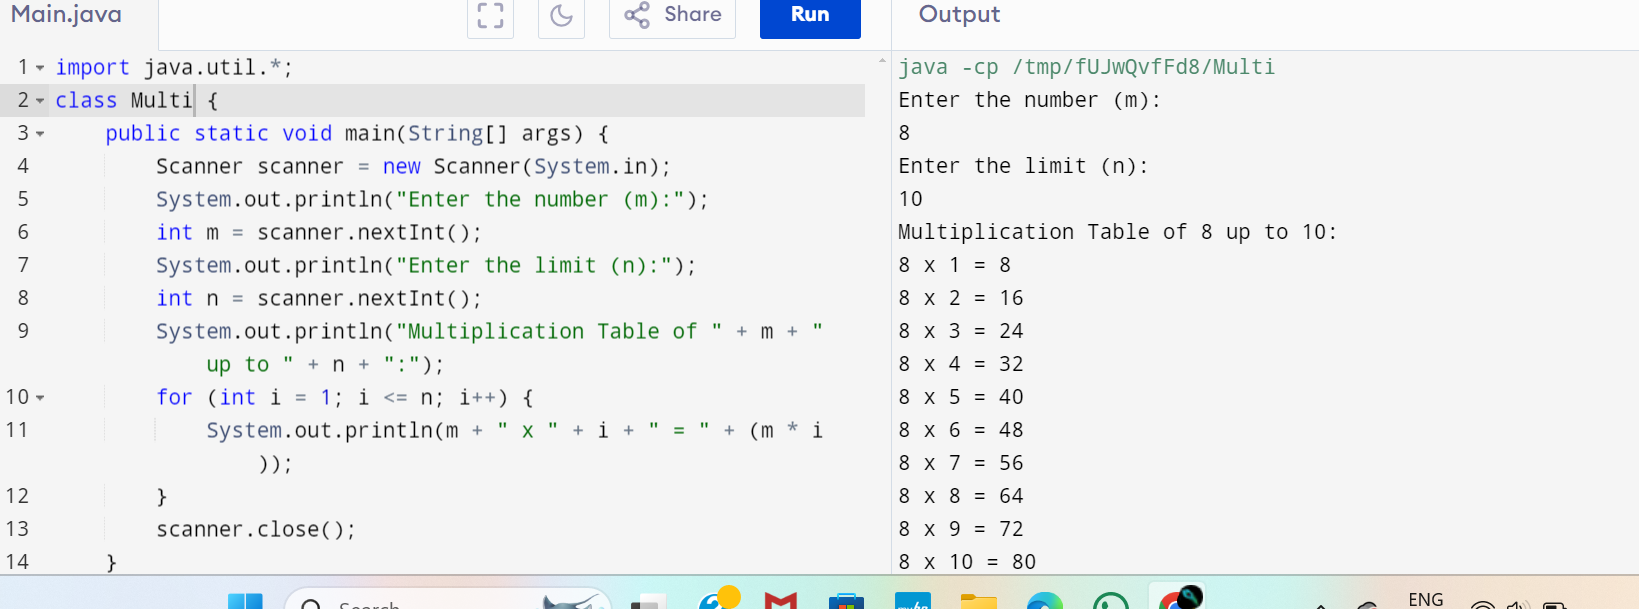 Main.java
Share
Run
Output
1 import java.util.*;
2 class Multi {
3 public static void main(String[] args) {
4 Scanner scanner = new Scanner(System.in);
5 System.out.println("Enter the number (m):");
6 int m = scanner.nextInt();
7 System.out.println("Enter the limit (n):");
8 int n = scanner.nextInt();
9 System.out.println("Multiplication Table of " + m + "
up to " + n + ":");
10 for (int i = 1; i <= n; i++) {
11 System.out.println(m + " x " + i + " = " + (m * i
));
12 }
13 scanner.close();
14 }
java -cp /tmp/fUJwQvfFd8/Multi
Enter the number (m):
8
Enter the limit (n):
10
Multiplication Table of 8 up to 10:
8 x 1 = 8
8 x 2 = 16
8 x 3 = 24
8 x 4 = 32
8 x 5 = 40
8 x 6 = 48
8 x 7 = 56
8 x 8 = 64
8 x 9 = 72
8 x 10 = 80
Search
ENG